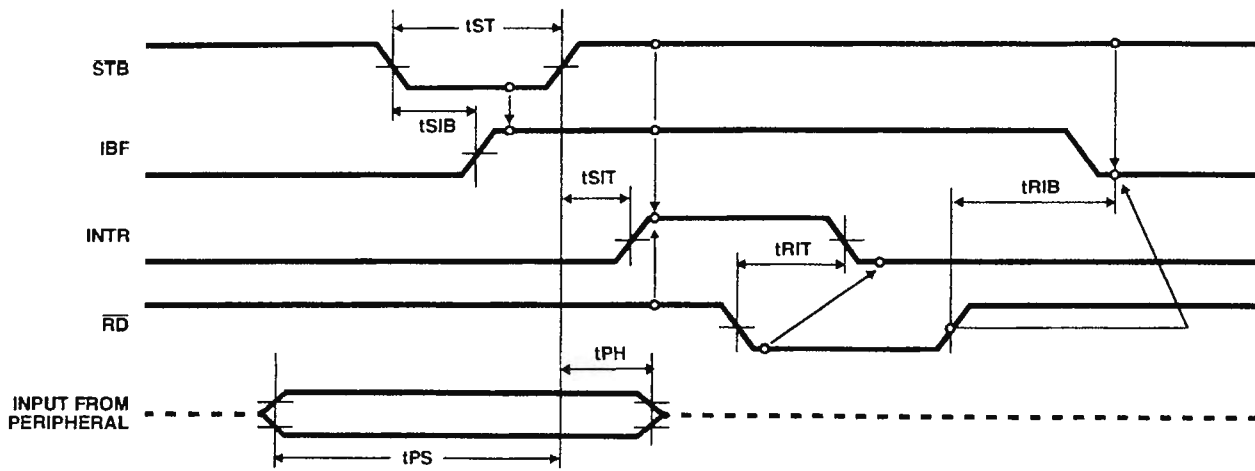 tST
STB
tSIB
IBF
tSIT
tRIB
INTR
tRIT
RD
tPH
INPUT FROM
PERIPHERAL
tPS